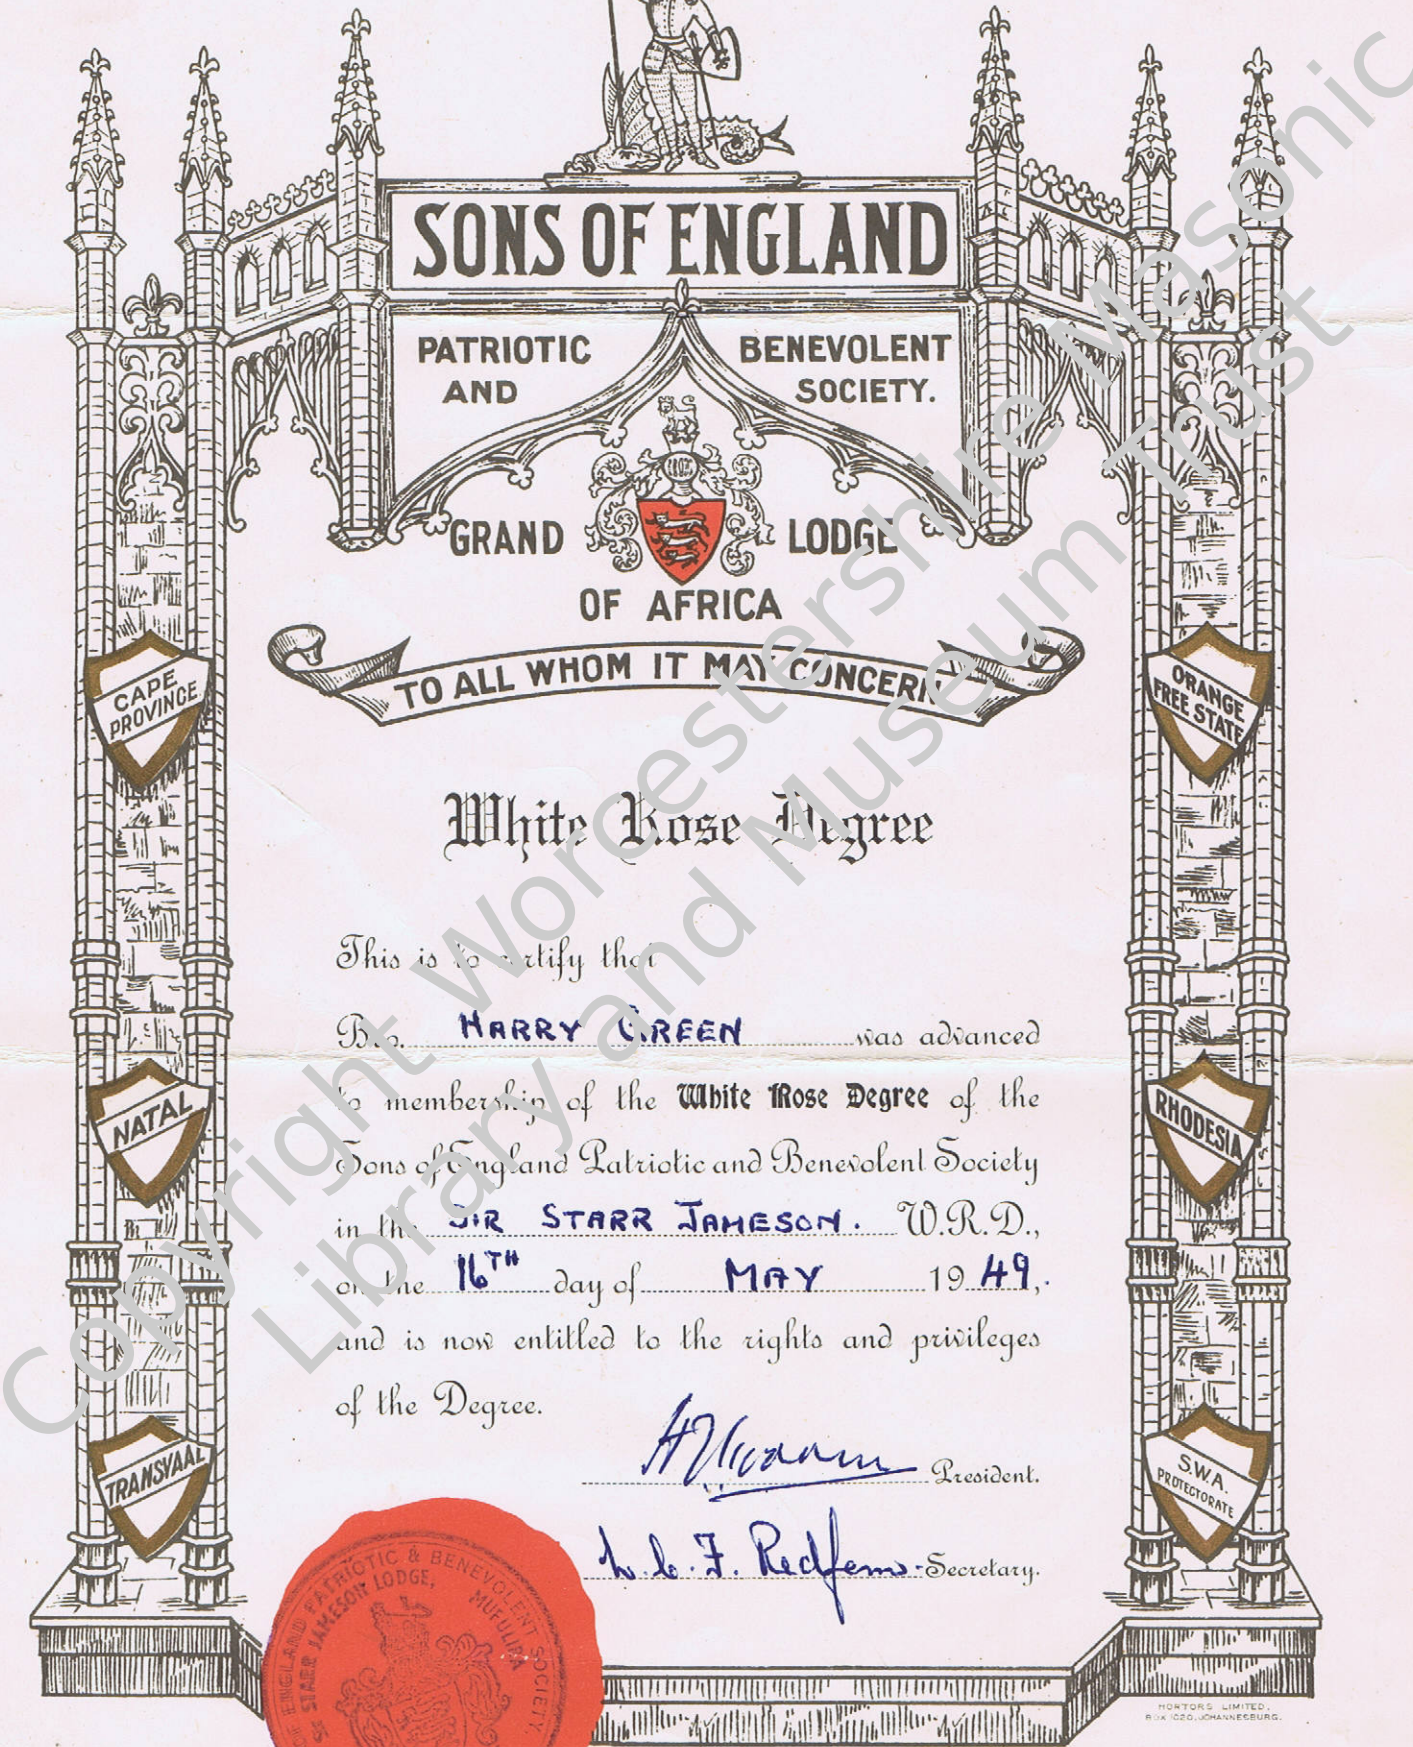 SONS OF ENGLAND
PATRIOTIC AND
BENEVOLENT SOCIETY.
GRAND LODGE
OF AFRICA
TO ALL WHOM IT MAY CONCERN
CAPE PROVINCE
ORANGE FREE STATE
White Rose Degree
This is to certify that
Bro. HARRY GREEN was advanced
to membership of the White Rose Degree of the
Sons of England Patriotic and Benevolent Society
in the SIR STARR JAMESON. W.R.D.,
on the 16TH day of MAY 1949,.
and is now entitled to the rights and privileges
of the Degree.
NATAL
RHODESIA
TRANSVAAL
S.W.A. PROTECTORATE
President.
Redfern Secretary.
OF ENGLAND PATRIOTIC & BENEVOLENT SOCIETY
STARR JAMESON LODGE,
MUFULIRA
HORTORS LIMITED,
BOX 1020, JOHANNESBURG.
Copyright Worcestershire Masonic
Library and Museum Trust